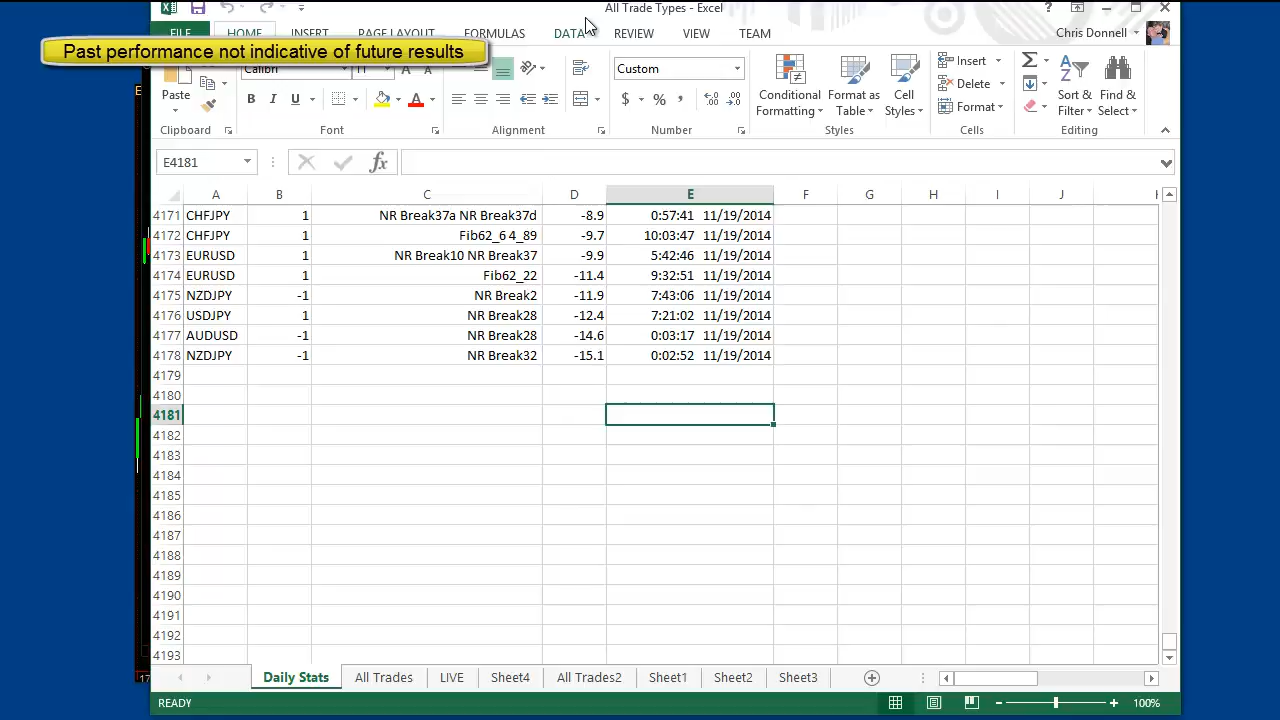 All Trade Types - Excel
FILE HOME INSERT PAGE LAYOUT FORMULAS DATA REVIEW VIEW TEAM Chris Donnell
Past performance not indicative of future results
Calibri Custom
Paste
B I U A $ % ,
Conditional Formatting
Format as Table
Cell Styles
Insert
Delete
Format
Sort & Filter
Find & Select
Clipboard Font Alignment Number Styles Cells Editing
E4181 fx
A B C D E F G H I J
4171 CHFJPY 1 NR Break37a NR Break37d -8.9 0:57:41 11/19/2014
4172 CHFJPY 1 Fib62_6 4_89 -9.7 10:03:47 11/19/2014
4173 EURUSD 1 NR Break10 NR Break37 -9.9 5:42:46 11/19/2014
4174 EURUSD 1 Fib62_22 -11.4 9:32:51 11/19/2014
4175 NZDJPY -1 NR Break2 -11.9 7:43:06 11/19/2014
4176 USDJPY 1 NR Break28 -12.4 7:21:02 11/19/2014
4177 AUDUSD -1 NR Break28 -14.6 0:03:17 11/19/2014
4178 NZDJPY -1 NR Break32 -15.1 0:02:52 11/19/2014
4179
4180
4181
4182
4183
4184
4185
4186
4187
4188
4189
4190
4191
4192
4193
Daily Stats All Trades LIVE Sheet4 All Trades2 Sheet1 Sheet2 Sheet3
READY 100%